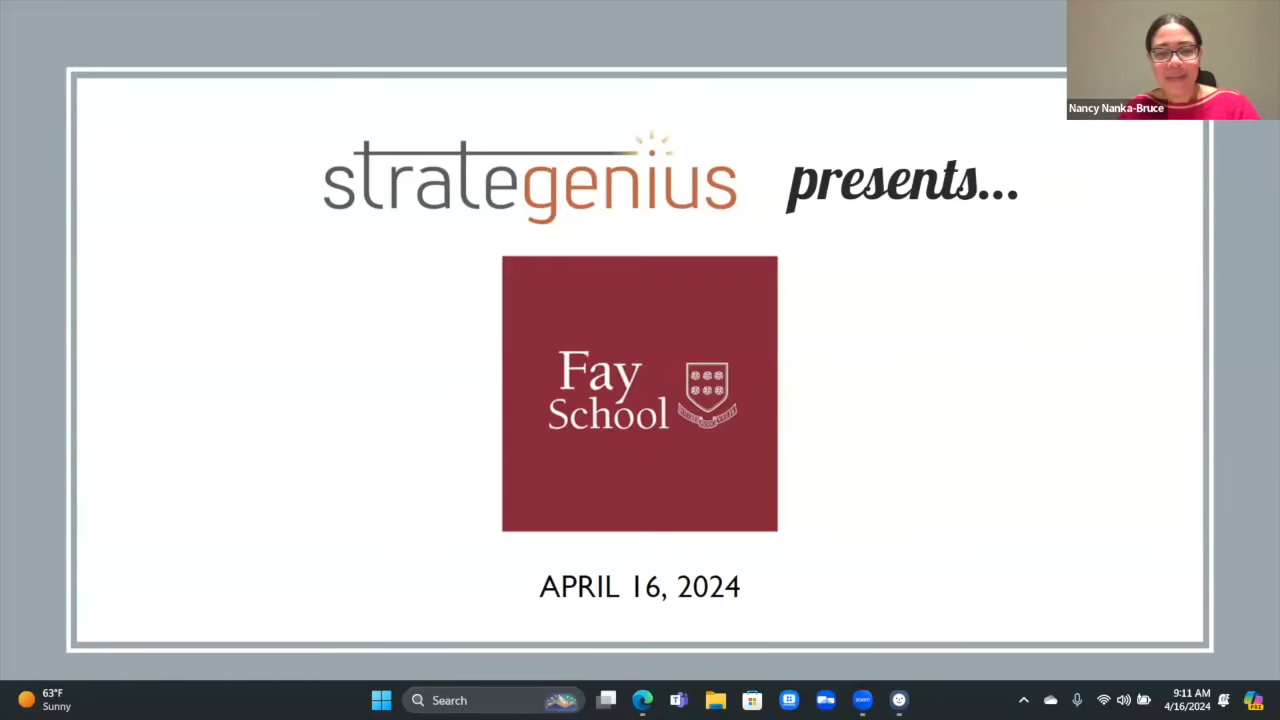 Nancy Nanka-Bruce
strategenius presents...
Fay
School
APRIL 16, 2024
63°F
Sunny
Search
9:11 AM
4/16/2024